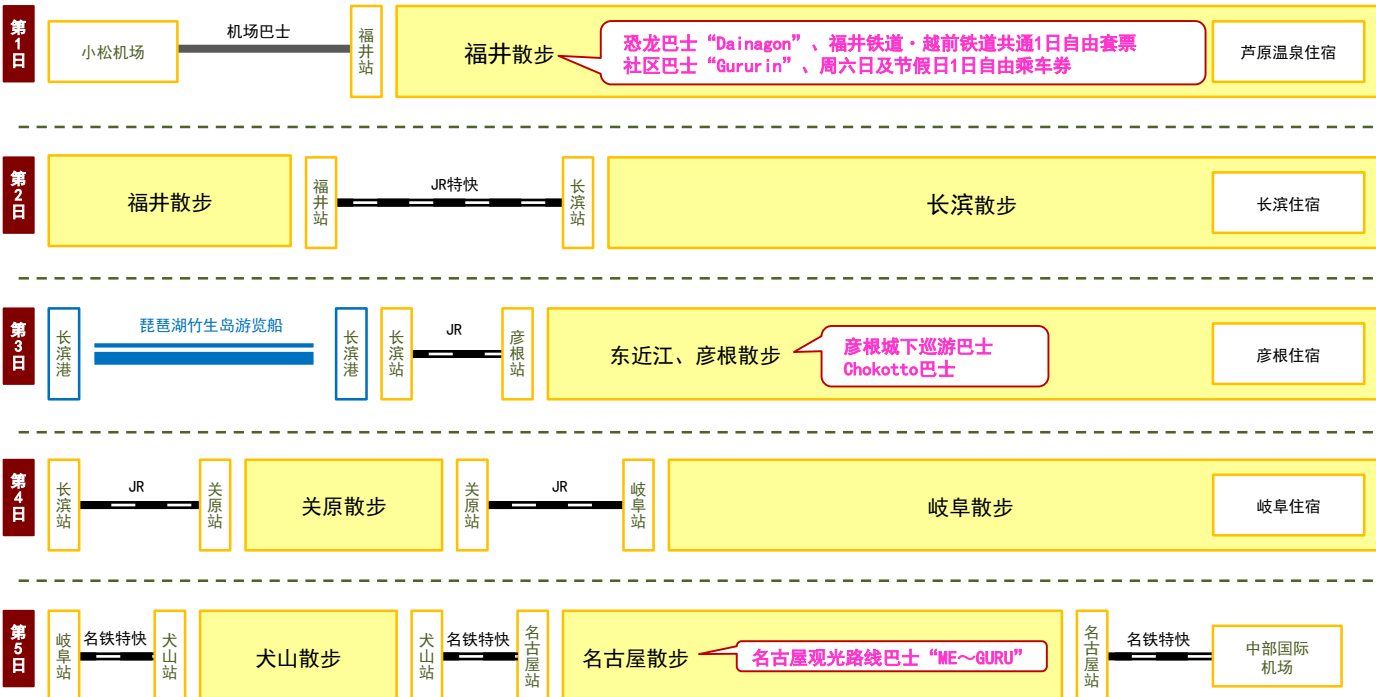 第1日
小松机场
机场巴士
福井站
福井散步
恐龙巴士“Dainagon”、福井铁道·越前铁道共通1日自由套票
社区巴士“Gururin”、周六日及节假日1日自由乘车券
芦原温泉住宿
第2日
福井散步
福井站
JR特快
长滨站
长滨散步
长滨住宿
第3日
长滨港
琵琶湖竹生岛游览船
长滨港
长滨站
JR
彦根站
东近江、彦根散步
彦根城下巡游巴士
Chokotto巴士
彦根住宿
第4日
长滨站
JR
关原站
关原散步
关原站
JR
岐阜站
岐阜散步
岐阜住宿
第5日
岐阜站
名铁特快
犬山站
犬山散步
犬山站
名铁特快
名古屋站
名古屋散步
名古屋观光路线巴士“ME～GURU”
名古屋站
名铁特快
中部国际
机场